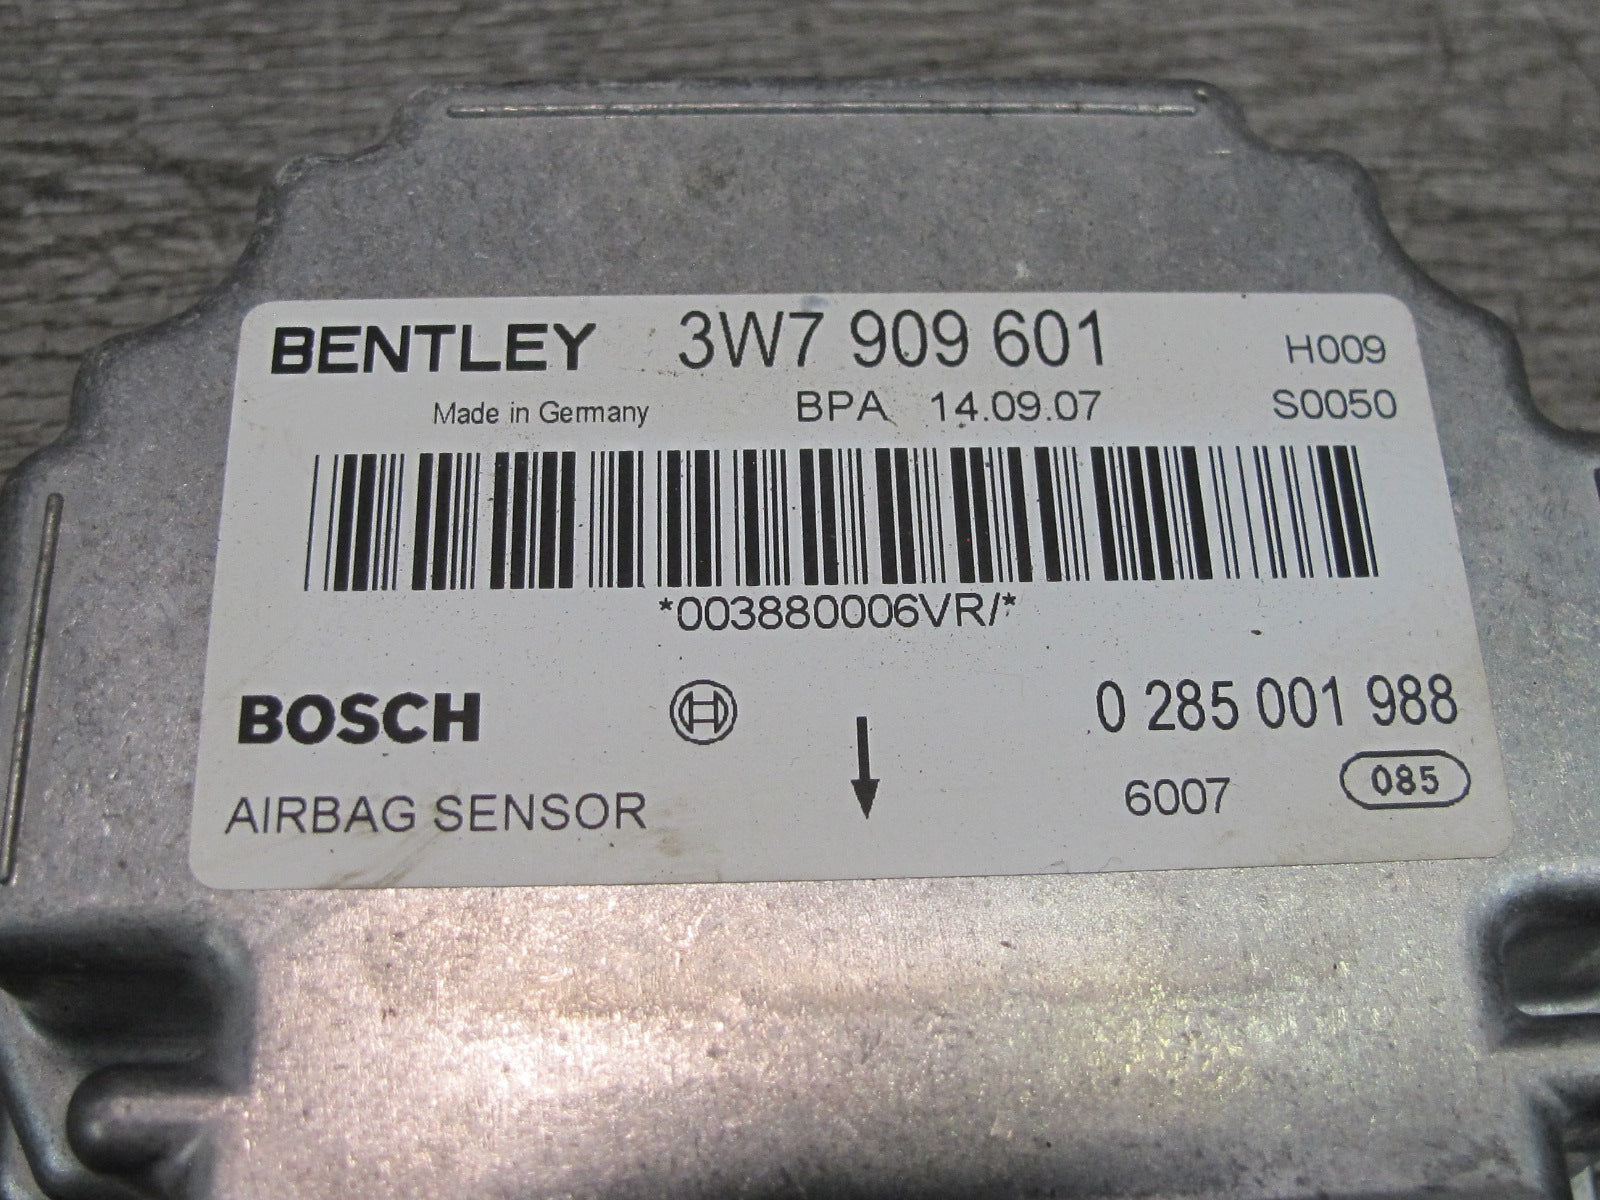 BENTLEY 3W7 909 601 H009
Made in Germany BPA 14.09.07 S0050
*003880006VR/*
BOSCH H 0 285 001 988
AIRBAG SENSOR 6007 085